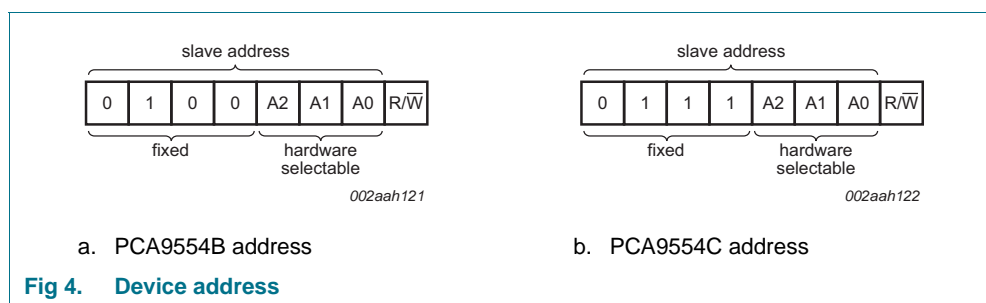 slave address
0 1 0 0 A2 A1 A0 R/W̅
fixed
hardware
selectable
002aah121
a. PCA9554B address
slave address
0 1 1 1 A2 A1 A0 R/W̅
fixed
hardware
selectable
002aah122
b. PCA9554C address
Fig 4. Device address